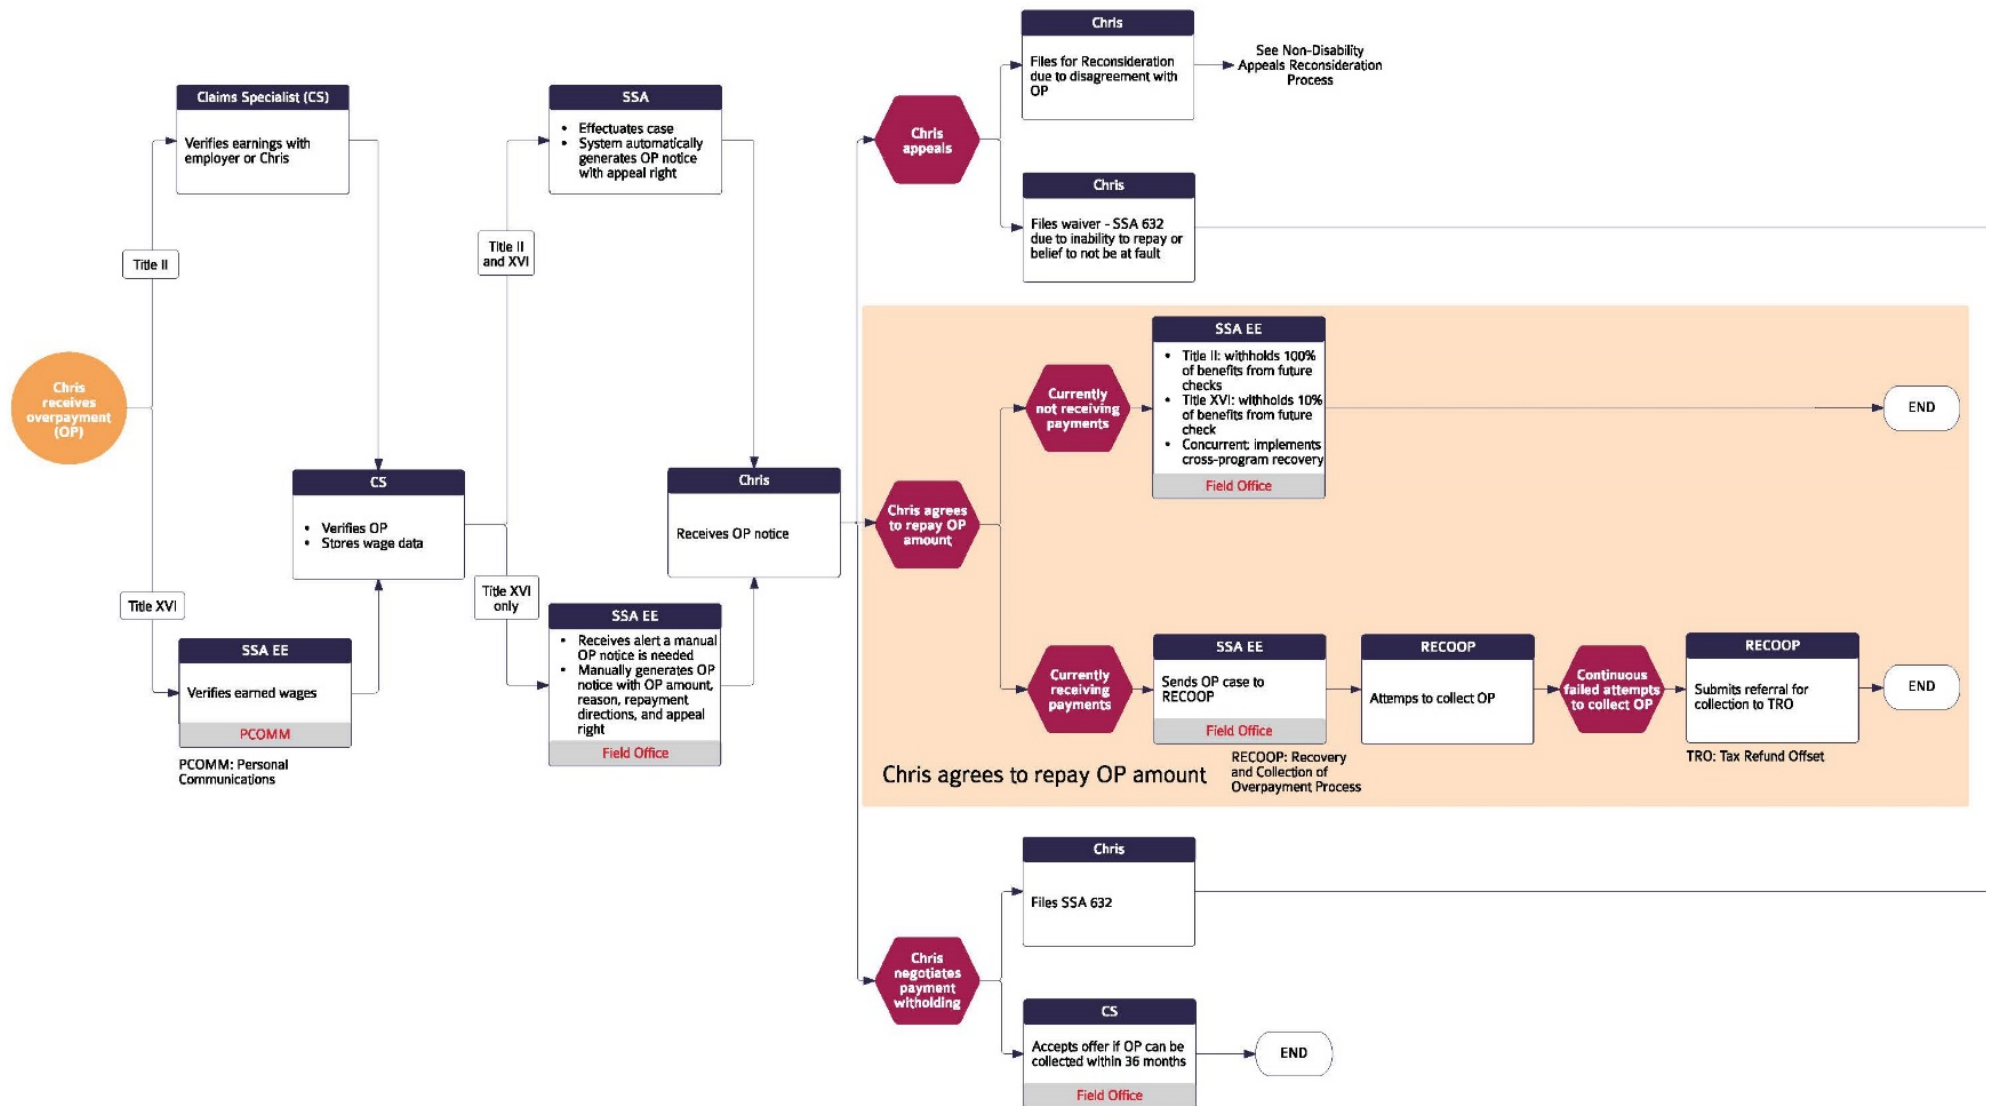 Chris
receives
overpayment
(OP)
Title II
Title XVI
Claims Specialist (CS)
Verifies earnings with
employer or Chris
SSA EE
Verifies earned wages
PCOMM
PCOMM: Personal
Communications
CS
• Verifies OP
• Stores wage data
Title II
and XVI
Title XVI
only
SSA
• Effectuates case
• System automatically
generates OP notice
with appeal right
SSA EE
• Receives alert a manual
OP notice is needed
• Manually generates OP
notice with OP amount,
reason, repayment
directions, and appeal
right
Field Office
Chris
Receives OP notice
Chris
appeals
Chris
Files for Reconsideration
due to disagreement with
OP
See Non-Disability
Appeals Reconsideration
Process
Chris
Files waiver - SSA 632
due to inability to repay or
belief to not be at fault
Chris agrees
to repay OP
amount
Currently
not receiving
payments
SSA EE
• Title II: withholds 100%
of benefits from future
checks
• Title XVI: withholds 10%
of benefits from future
check
• Concurrent: implements
cross-program recovery
Field Office
END
Currently
receiving
payments
SSA EE
Sends OP case to
RECOOP
Field Office
RECOOP: Recovery
and Collection of
Overpayment Process
RECOOP
Attemps to collect OP
Continuous
failed attempts
to collect OP
RECOOP
Submits referral for
collection to TRO
TRO: Tax Refund Offset
END
Chris agrees to repay OP amount
Chris
negotiates
payment
witholding
Chris
Files SSA 632
CS
Accepts offer if OP can be
collected within 36 months
Field Office
END